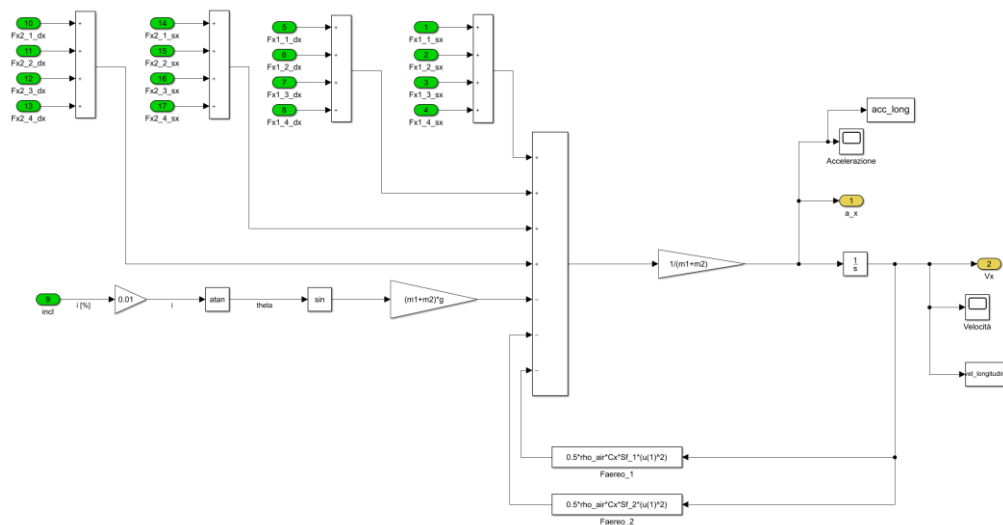 10
Fx2_1_dx
11
Fx2_2_dx
12
Fx2_3_dx
13
Fx2_4_dx
+
+
+
+
14
Fx2_1_sx
15
Fx2_2_sx
16
Fx2_3_sx
17
Fx2_4_sx
+
+
+
+
5
Fx1_1_dx
6
Fx1_2_dx
7
Fx1_3_dx
8
Fx1_4_dx
+
+
+
+
1
Fx1_1_sx
2
Fx1_2_sx
3
Fx1_3_sx
4
Fx1_4_sx
+
+
+
+
acc_long
Accelerazione
1
a_x
+
+
+
+
−
−
−
1/(m1+m2)
1
s
2
Vx
Velocità
vel_longitudin
9
incl
i [%]
0.01
i
atan
theta
sin
(m1+m2)*g
0.5*rho_air*Cx*Sf_1*(u(1)^2)
Faereo_1
0.5*rho_air*Cx*Sf_2*(u(1)^2)
Faereo_2